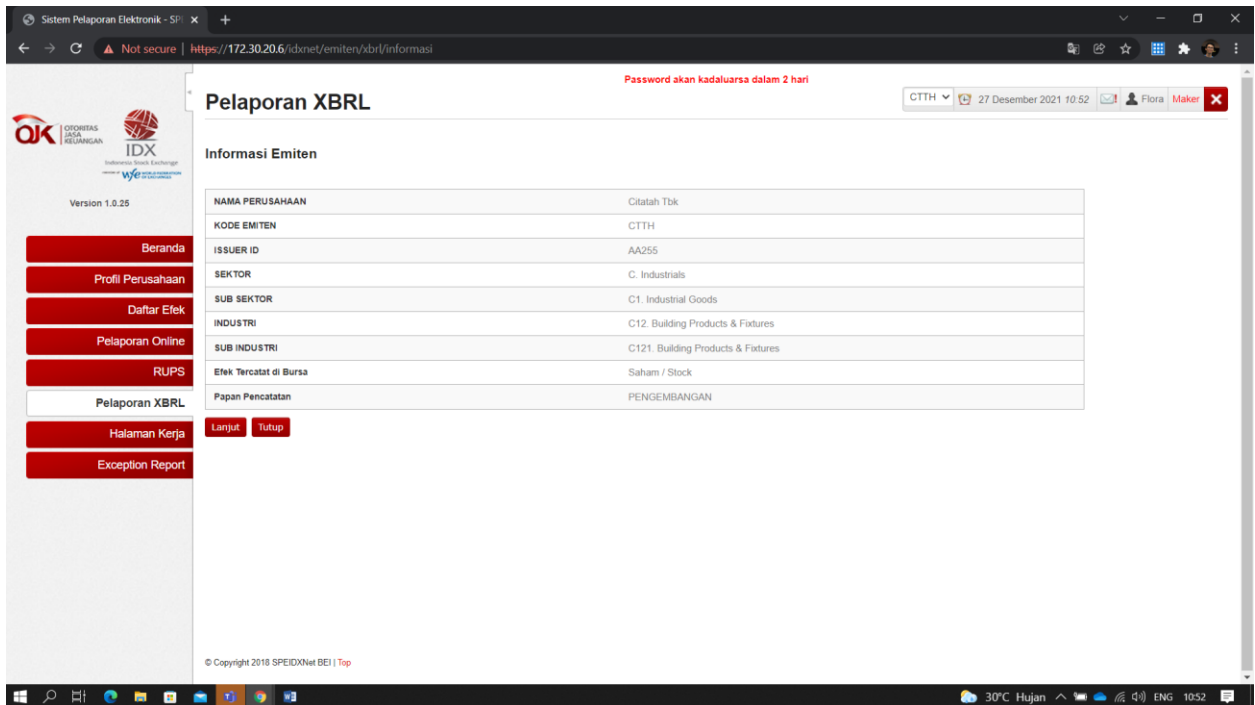 Sistem Pelaporan Elektronik - SP
Not secure | https://172.30.20.6/idxnet/emiten/xbrl/informasi
Password akan kadaluarsa dalam 2 hari
Pelaporan XBRL
CTTH 27 Desember 2021 10:52 Flora Maker
OJK OTORITAS JASA KEUANGAN
IDX
Indonesia Stock Exchange
wfe WORLD FEDERATION OF EXCHANGES
Version 1.0.25
Beranda
Profil Perusahaan
Daftar Efek
Pelaporan Online
RUPS
Pelaporan XBRL
Halaman Kerja
Exception Report
Informasi Emiten
NAMA PERUSAHAAN Citatah Tbk
KODE EMITEN CTTH
ISSUER ID AA255
SEKTOR C. Industrials
SUB SEKTOR C1. Industrial Goods
INDUSTRI C12. Building Products & Fixtures
SUB INDUSTRI C121. Building Products & Fixtures
Efek Tercatat di Bursa Saham / Stock
Papan Pencatatan PENGEMBANGAN
Lanjut Tutup
© Copyright 2018 SPEIDXNet BEI | Top
30°C Hujan ENG 10:52